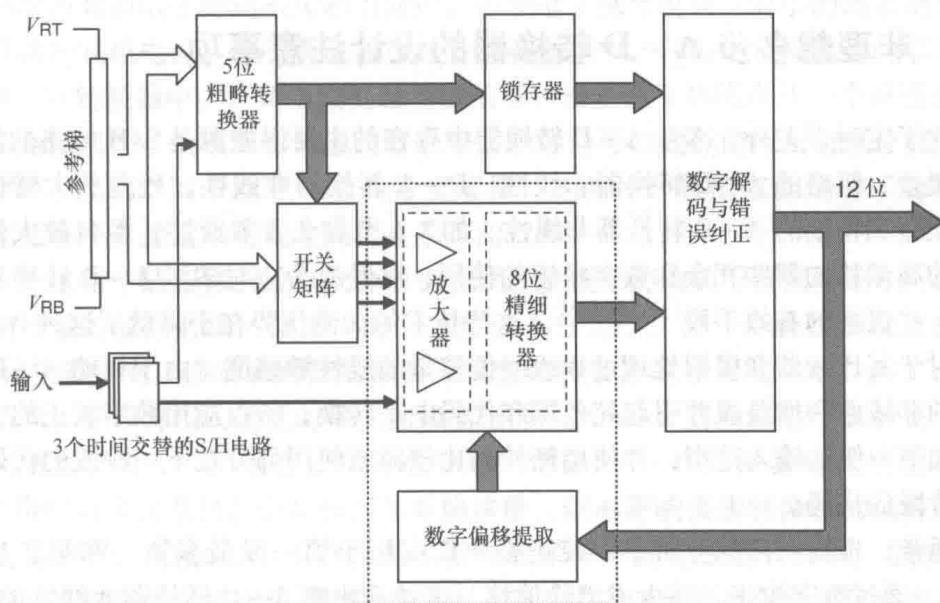 V_RT
5位
粗略转
换器
锁存器
参考梯
数字解
码与错
误纠正
12位
开关
矩阵
放大器
8位
精细
转换
器
V_RB
输入
3个时间交替的S/H电路
数字偏移提取